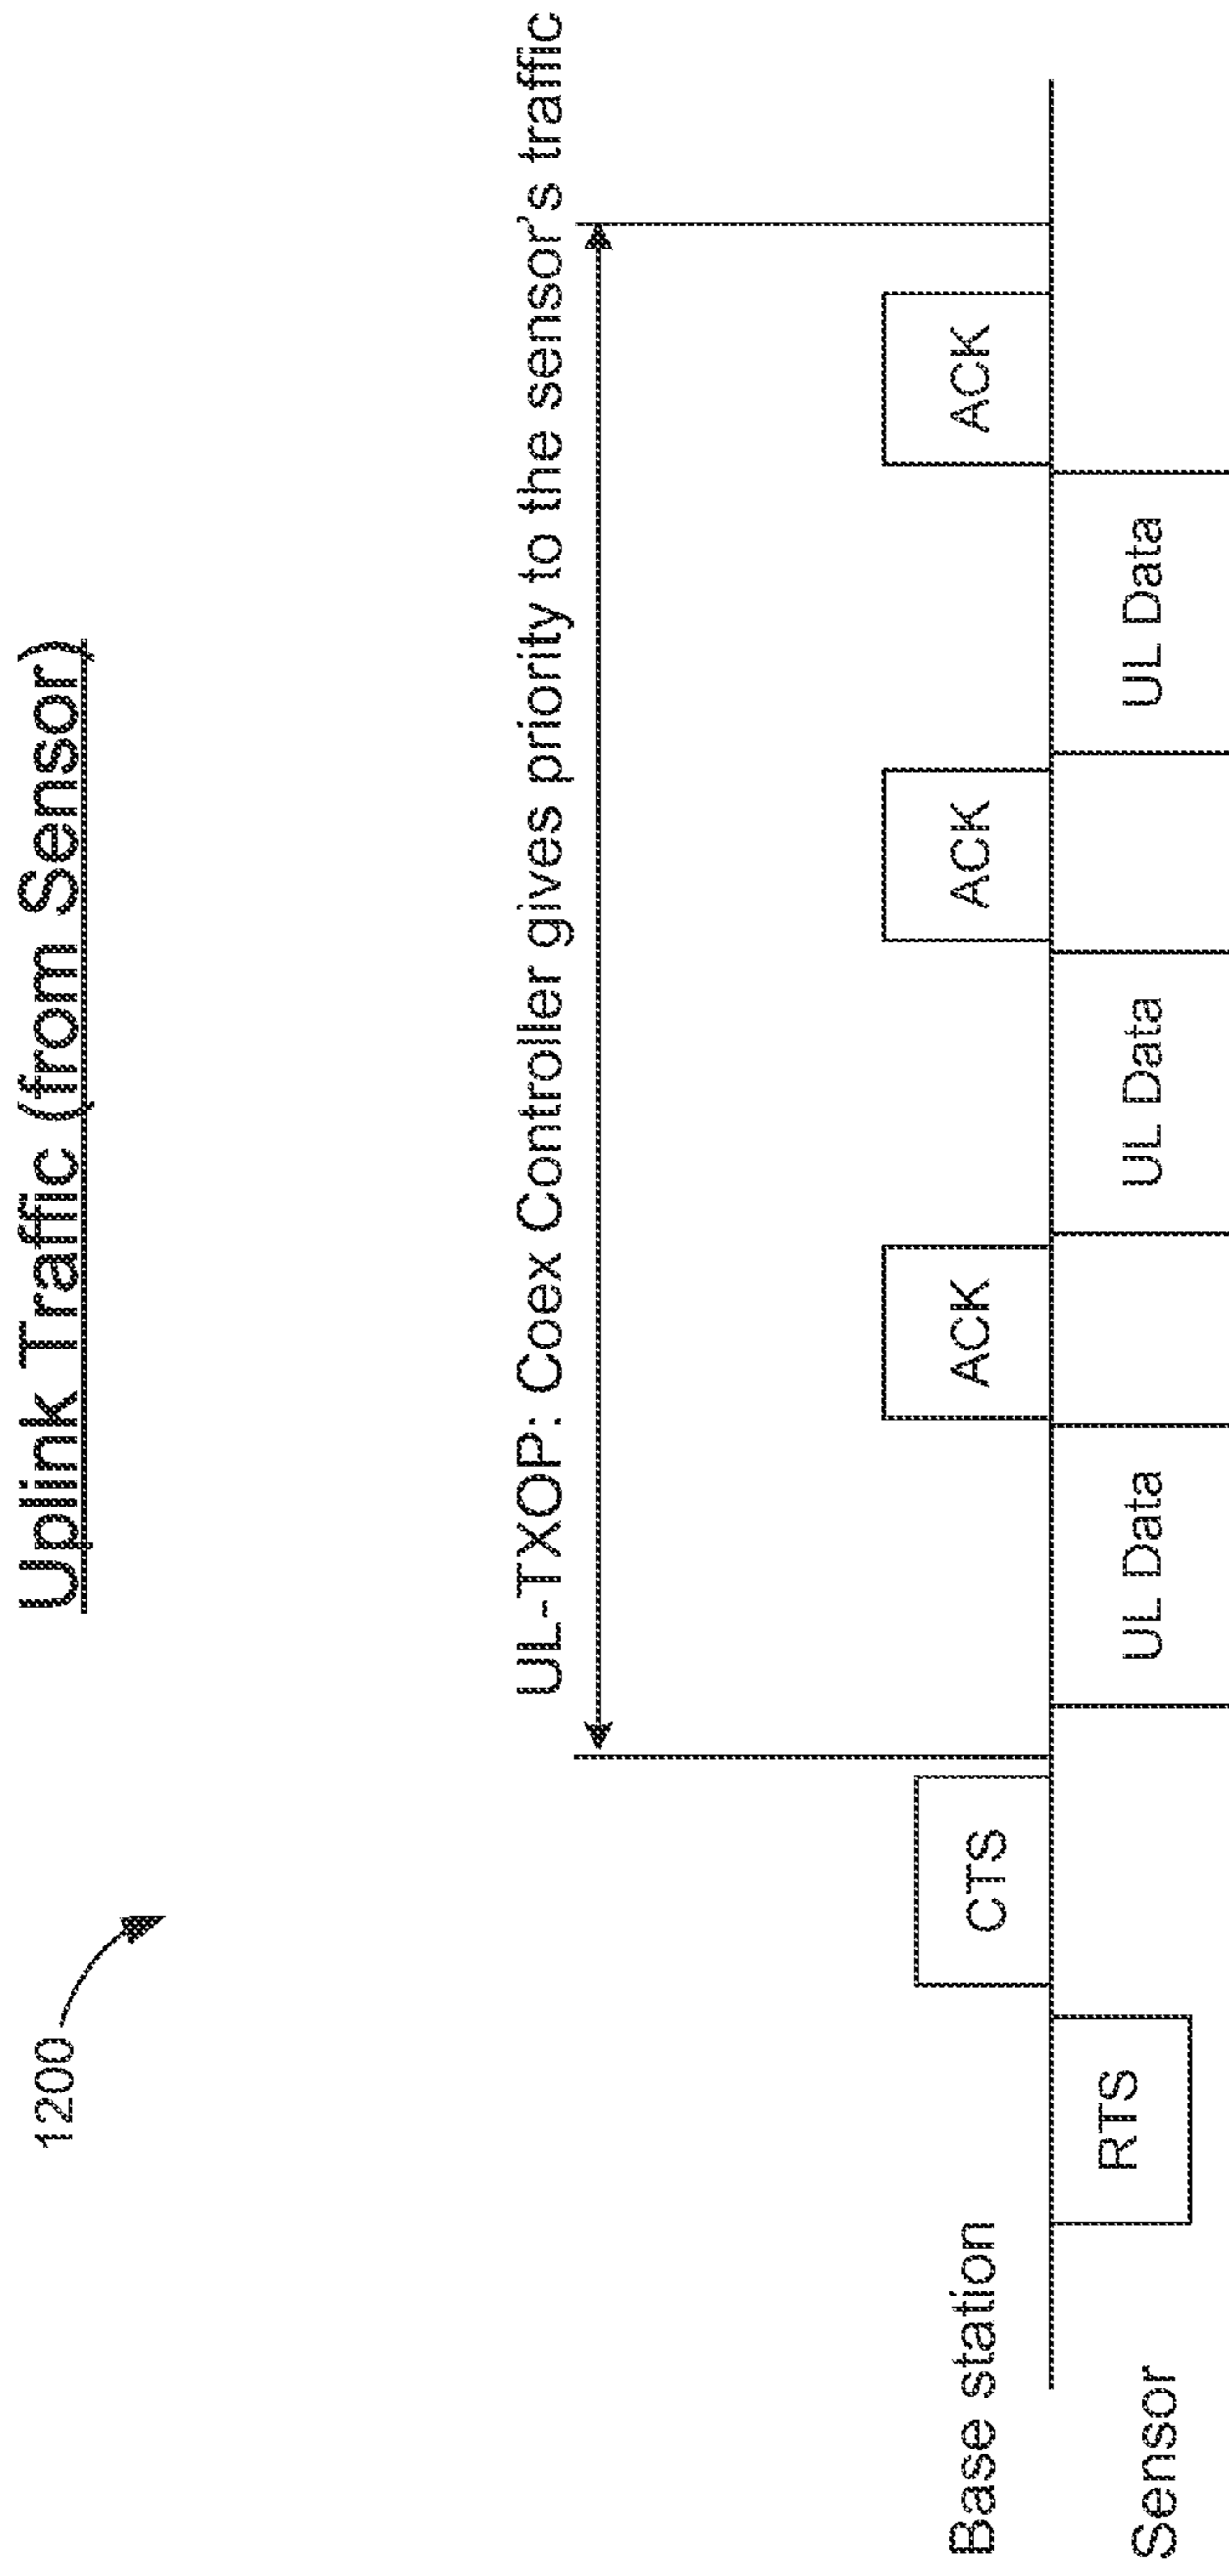 Uplink Traffic (from Sensor)
1200
UL-TXOP: Coex Controller gives priority to the sensor's traffic
Base station
CTS
ACK
ACK
ACK
Sensor
RTS
UL Data
UL Data
UL Data